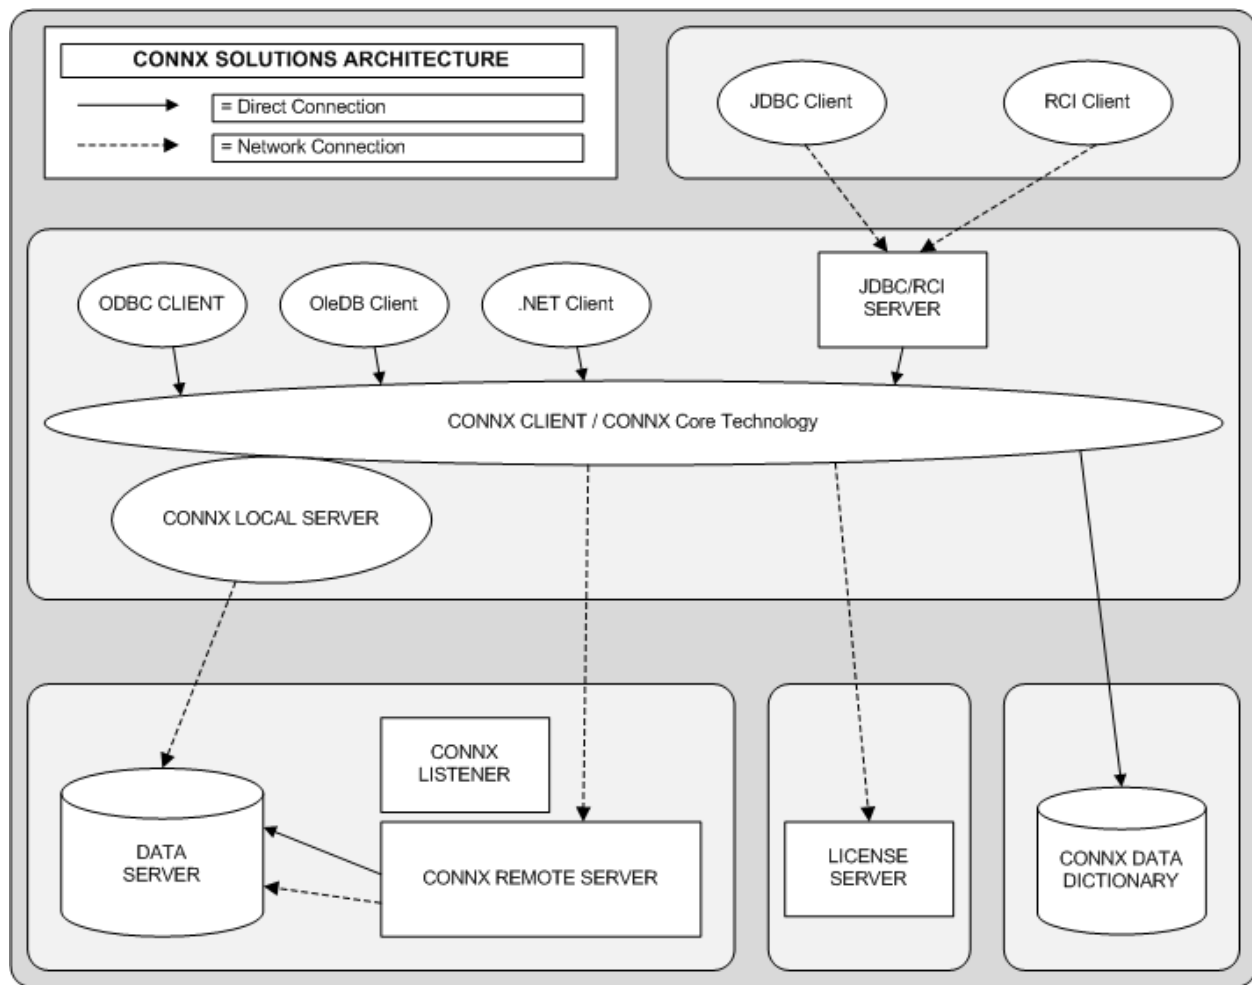 CONNX SOLUTIONS ARCHITECTURE
= Direct Connection
= Network Connection
JDBC Client
RCI Client
ODBC CLIENT
OleDB Client
.NET Client
JDBC/RCI
SERVER
CONNX CLIENT / CONNX Core Technology
CONNX LOCAL SERVER
CONNX
LISTENER
DATA
SERVER
CONNX REMOTE SERVER
LICENSE
SERVER
CONNX DATA
DICTIONARY